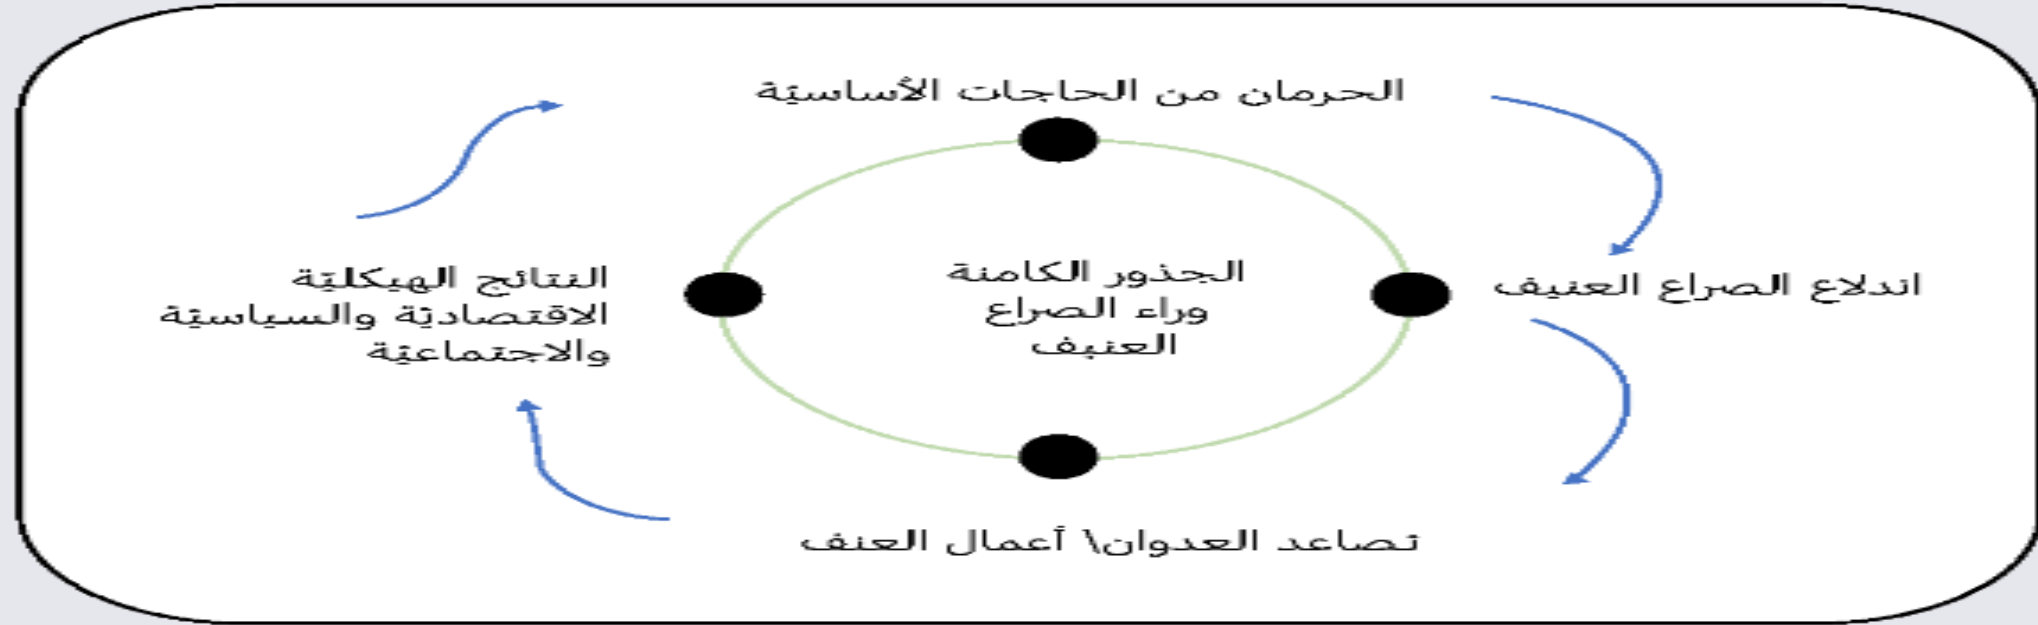 الحرمان من الحاجات الأساسيّة
اندلاع الصراع العنيف
تصاعد العدوان\ أعمال العنف
النتائج الهيكليّة
الاقتصاديّة والسياسيّة
والاجتماعيّة
الجذور الكامنة
وراء الصراع
العنيف